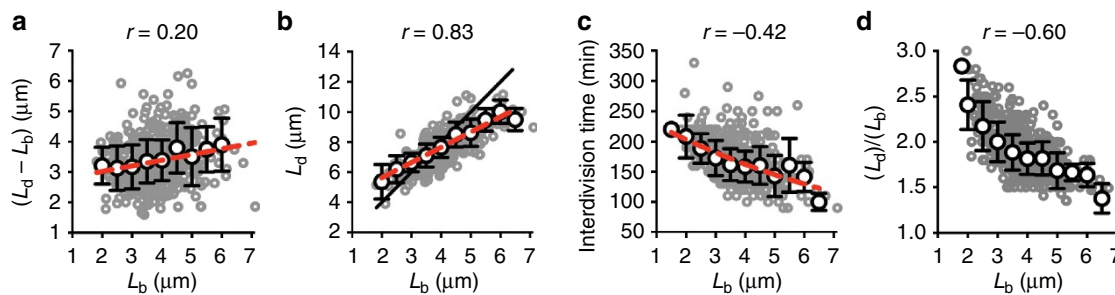 a
r = 0.20
(Ld – Lb) (μm)
7
6
5
4
3
2
1
1 2 3 4 5 6 7
Lb (μm)
b
r = 0.83
Ld (μm)
14
12
10
8
6
4
2
1 2 3 4 5 6 7
Lb (μm)
c
r = –0.42
Interdivision time (min)
350
300
250
200
150
100
50
1 2 3 4 5 6 7
Lb (μm)
d
r = –0.60
(Ld)/(Lb)
3.0
2.5
2.0
1.5
1.0
1 2 3 4 5 6 7
Lb (μm)